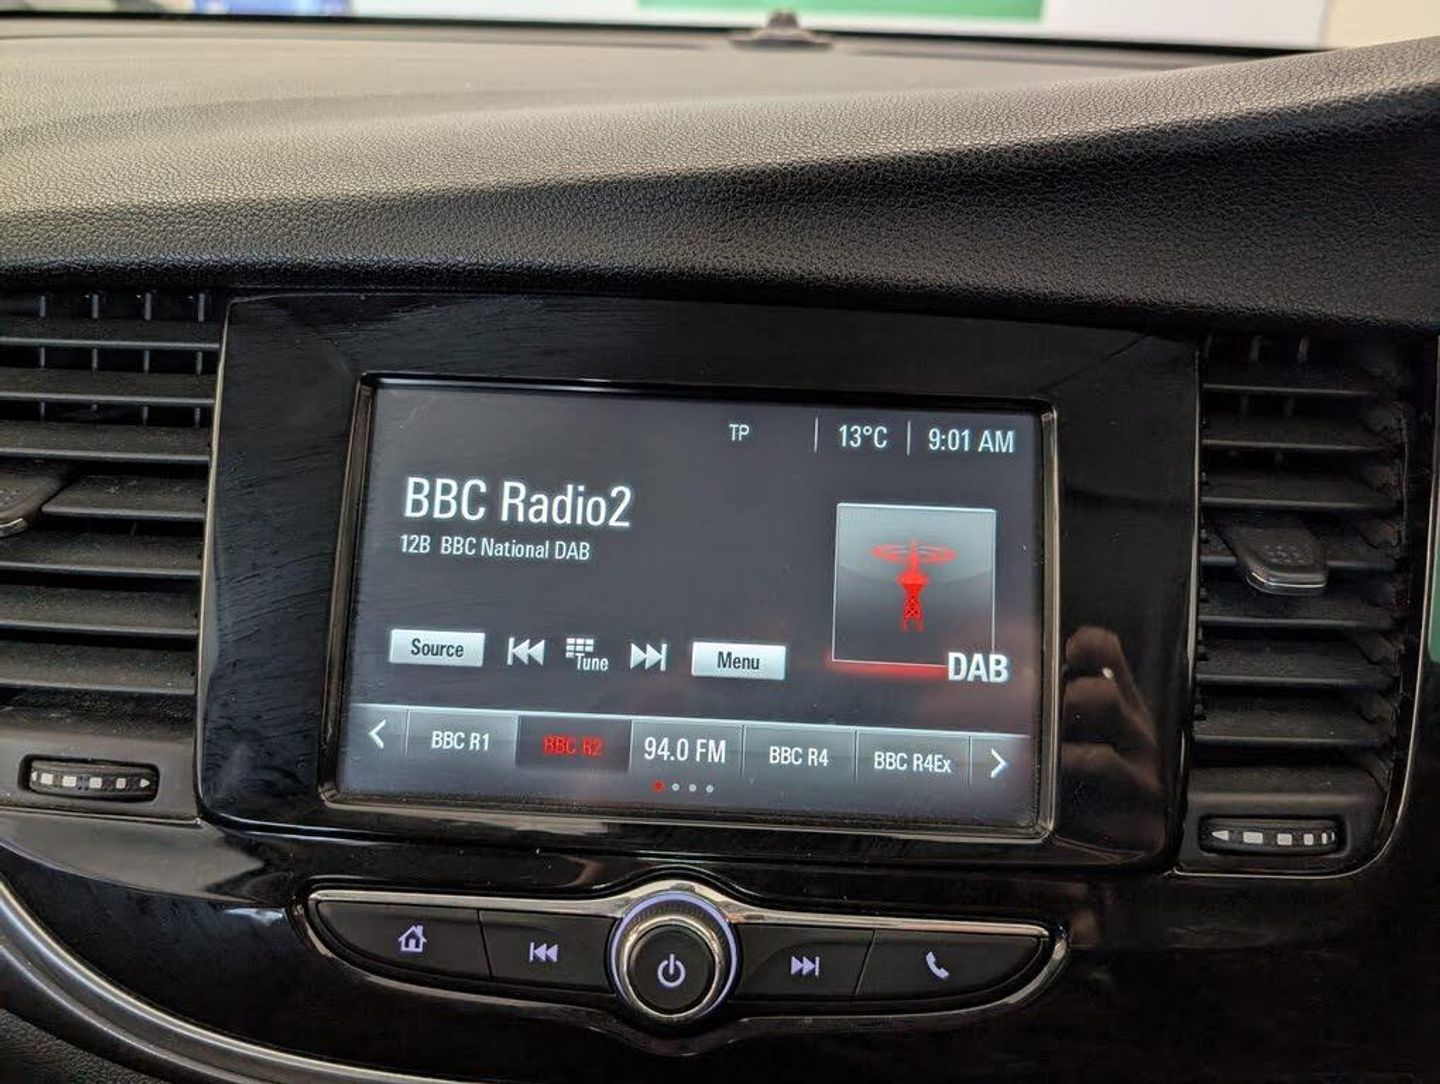 TP 13°C 9:01 AM
BBC Radio2
12B BBC National DAB
Source Tune Menu
DAB
BBC R1 BBC R2 94.0 FM BBC R4 BBC R4Ex